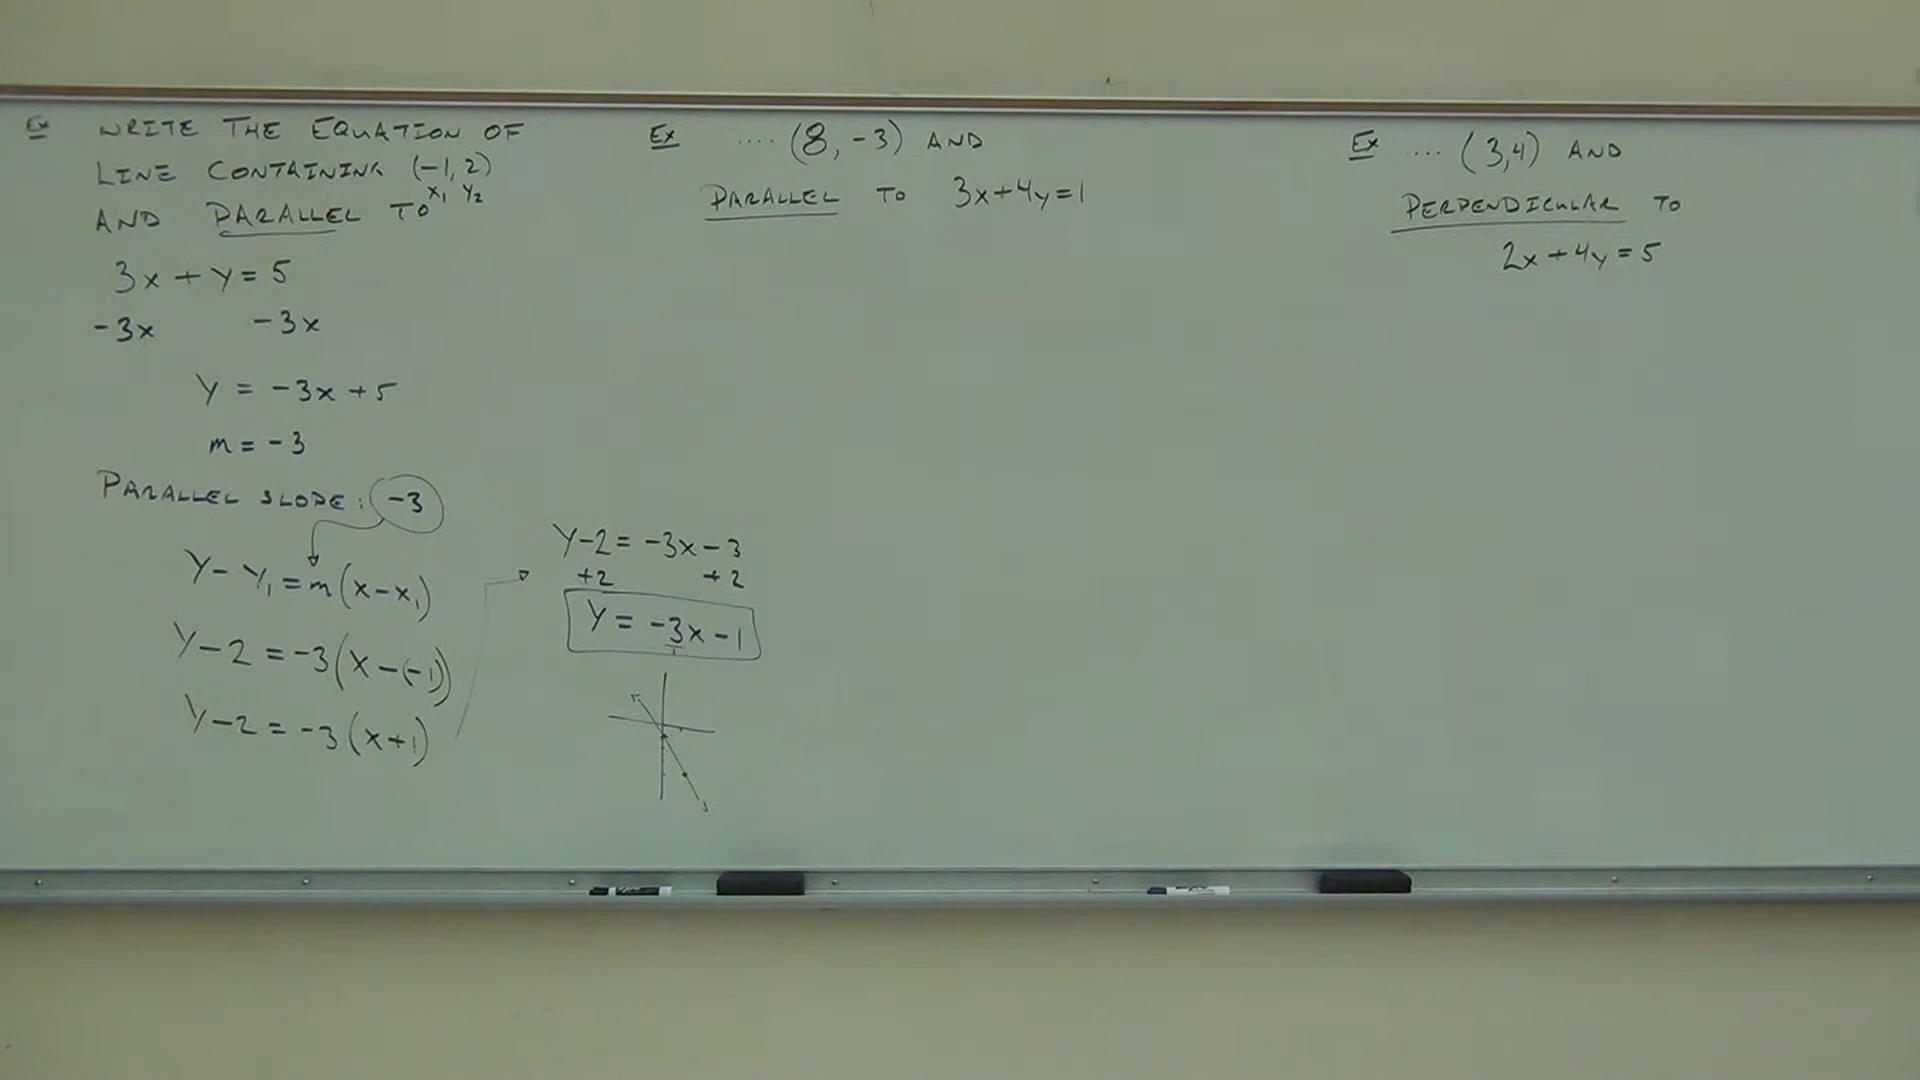 Ex WRITE THE EQUATION OF
LINE CONTAINING (-1, 2)
x₁ y₂
AND PARALLEL TO
3x + y = 5
-3x -3x
y = -3x + 5
m = -3
PARALLEL SLOPE: -3
y - y₁ = m(x - x₁)
y - 2 = -3(x - (-1))
y - 2 = -3(x + 1)
y - 2 = -3x - 3
+2 +2
y = -3x - 1
1
Ex .... (8, -3) AND
PARALLEL TO 3x + 4y = 1
Ex .... (3,4) AND
PERPENDICULAR TO
2x + 4y = 5